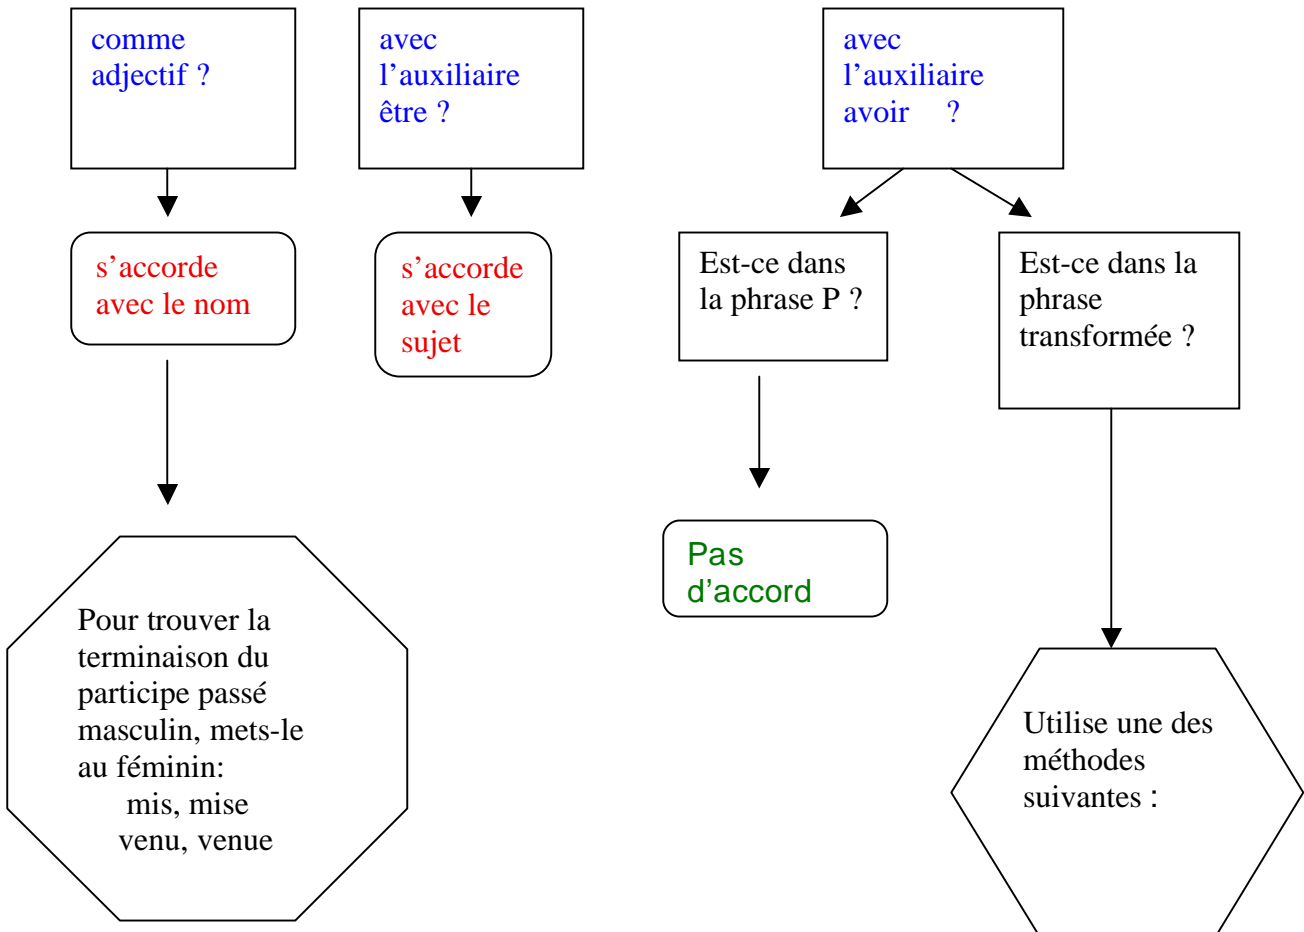 comme
adjectif ?
avec
l’auxiliaire
être ?
avec
l’auxiliaire
avoir ?
s’accorde
avec le nom
s’accorde
avec le
sujet
Est-ce dans
la phrase P ?
Est-ce dans la
phrase
transformée ?
Pas
d’accord
Pour trouver la
terminaison du
participe passé
masculin, mets-le
au féminin:
mis, mise
venu, venue
Utilise une des
méthodes
suivantes :